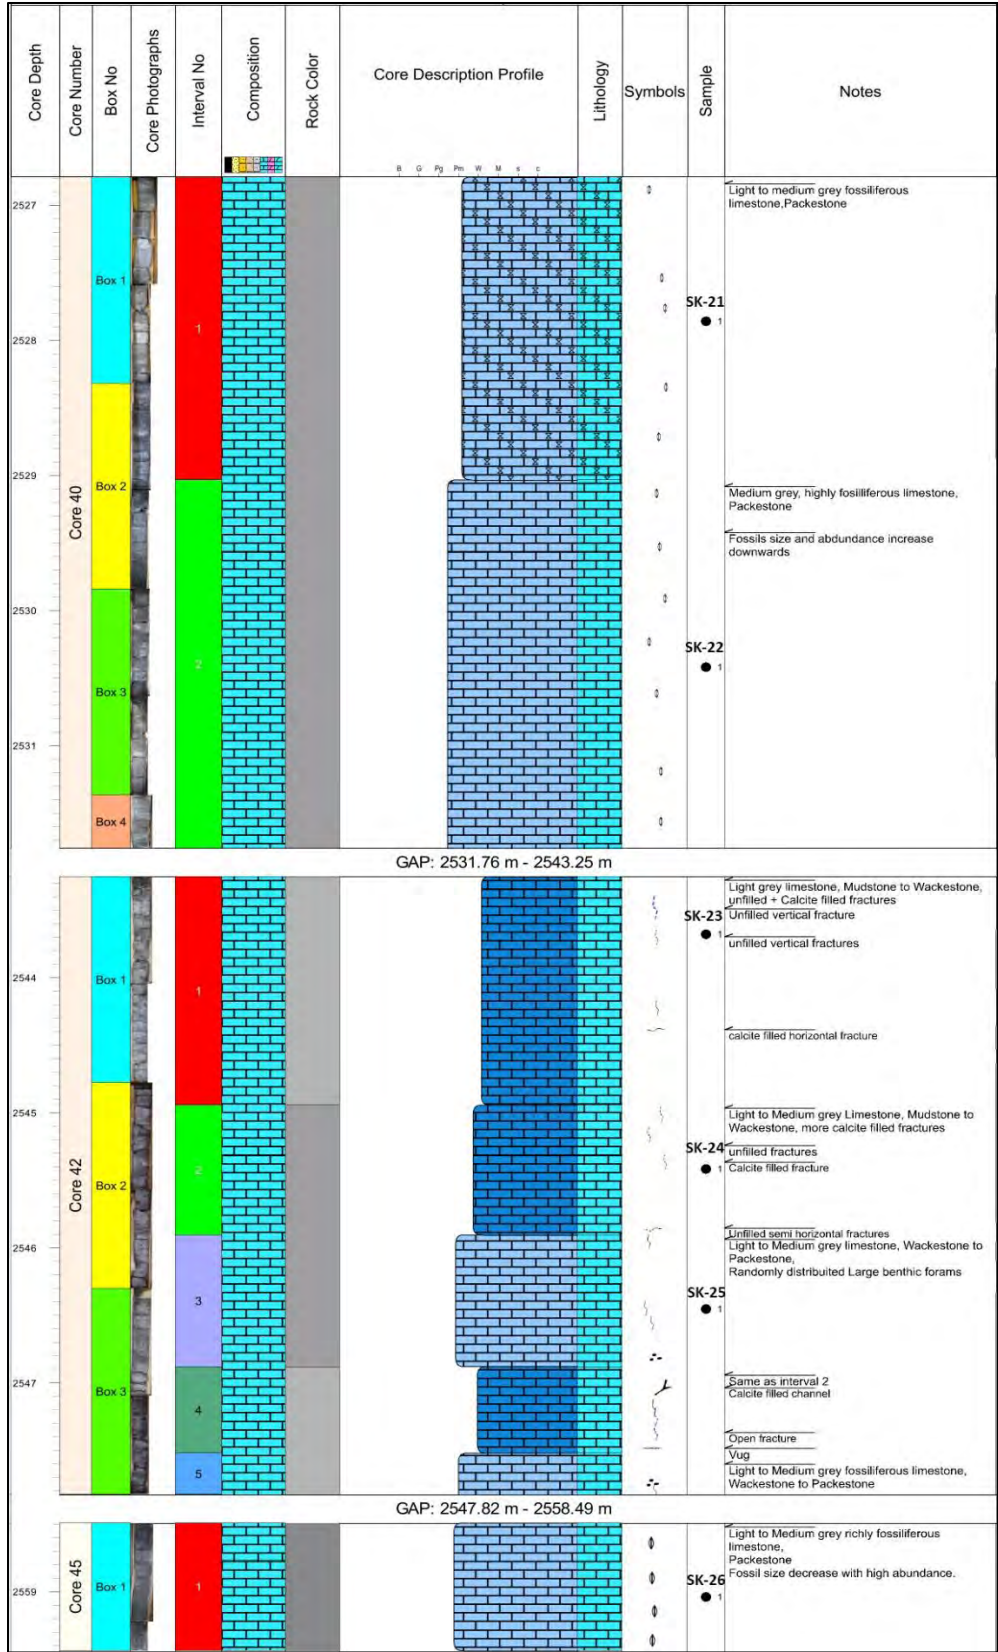 Core Depth
Core Number
Box No
Core Photographs
Interval No
Composition
Rock Color
Core Description Profile
Lithology
Symbols
Sample
Notes
B G Pg Pm W M s c
Core 40
2527
2528
2529
2530
2531
Box 1
Box 2
Box 3
Box 4
1
2
SK-21
1
SK-22
1
Light to medium grey fossiliferous
limestone,Packestone
Medium grey, highly fosilliferous limestone,
Packestone
Fossils size and abdundance increase
downwards
GAP: 2531.76 m - 2543.25 m
Core 42
2544
2545
2546
2547
Box 1
Box 2
Box 3
1
2
3
4
5
SK-23
1
SK-24
1
SK-25
1
Light grey limestone, Mudstone to Wackestone,
unfilled + Calcite filled fractures
Unfilled vertical fracture
unfilled vertical fractures
calcite filled horizontal fracture
Light to Medium grey Limestone, Mudstone to
Wackestone, more calcite filled fractures
unfilled fractures
Calcite filled fracture
Unfilled semi horizontal fractures
Light to Medium grey limestone, Wackestone to
Packestone,
Randomly distribuited Large benthic forams
Same as interval 2
Calcite filled channel
Open fracture
Vug
Light to Medium grey fossiliferous limestone,
Wackestone to Packestone
GAP: 2547.82 m - 2558.49 m
Core 45
2559
Box 1
1
SK-26
1
Light to Medium grey richly fossiliferous
limestone,
Packestone
Fossil size decrease with high abundance.